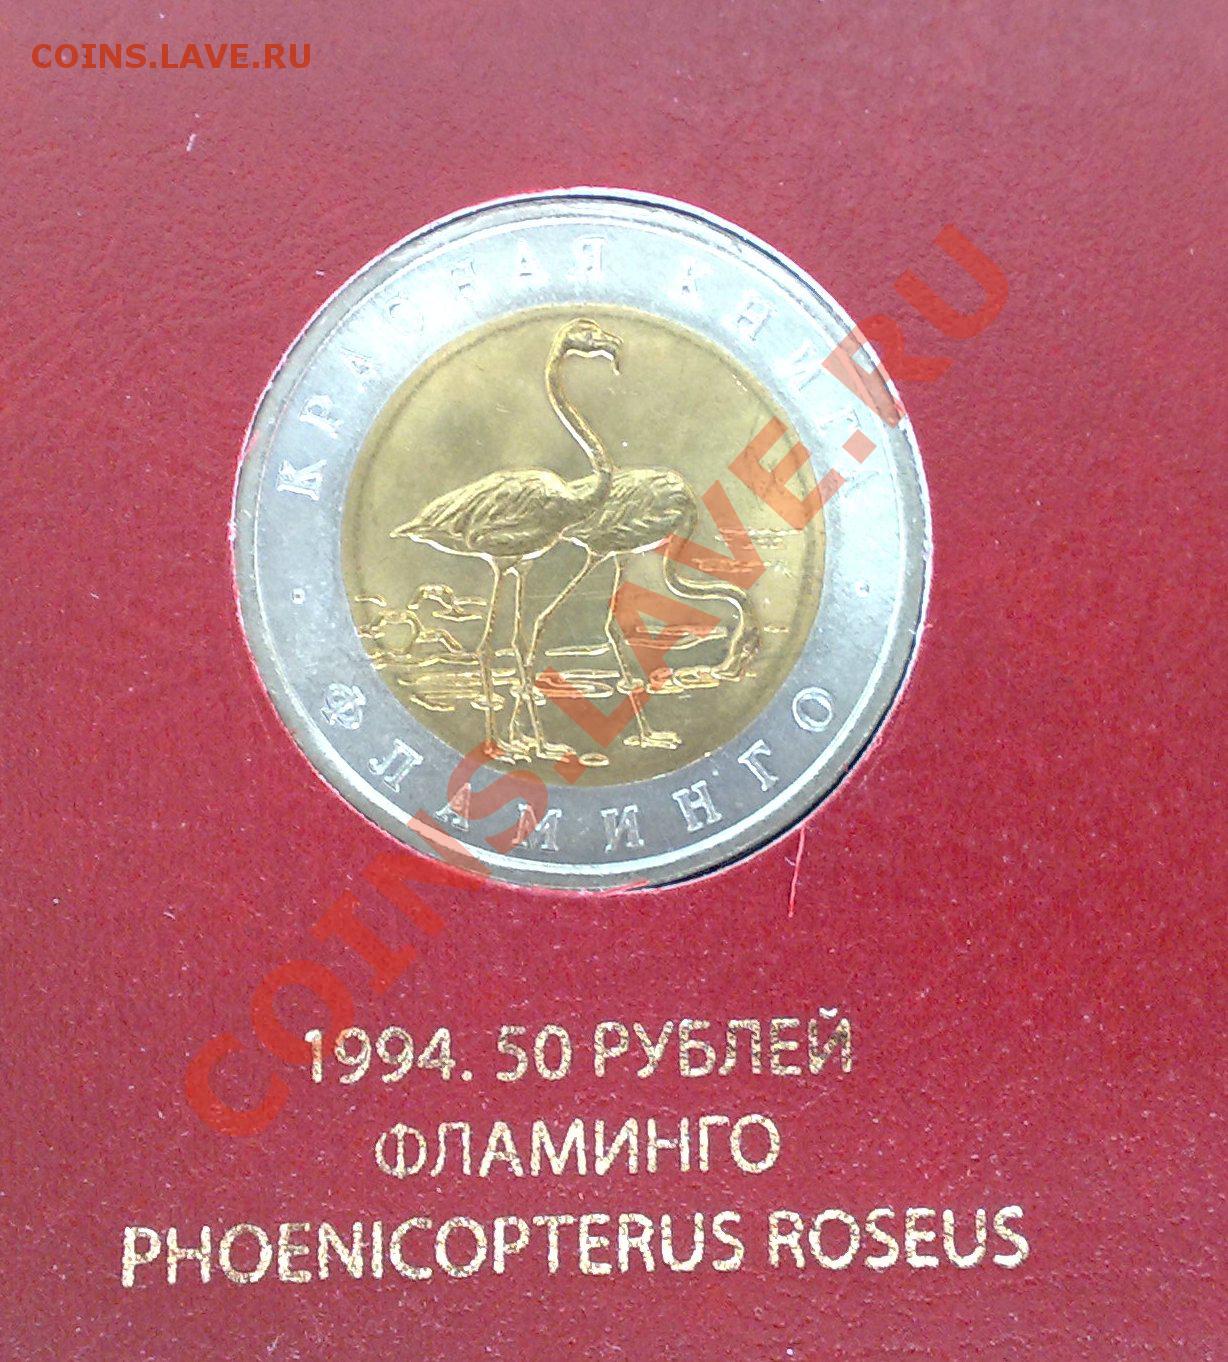 COINS.LAVE.RU
КРАСНАЯ КНИГА
ФЛАМИНГО
COINS.LAVE.RU
1994. 50 РУБЛЕЙ
ФЛАМИНГО
PHOENICOPTERUS ROSEUS